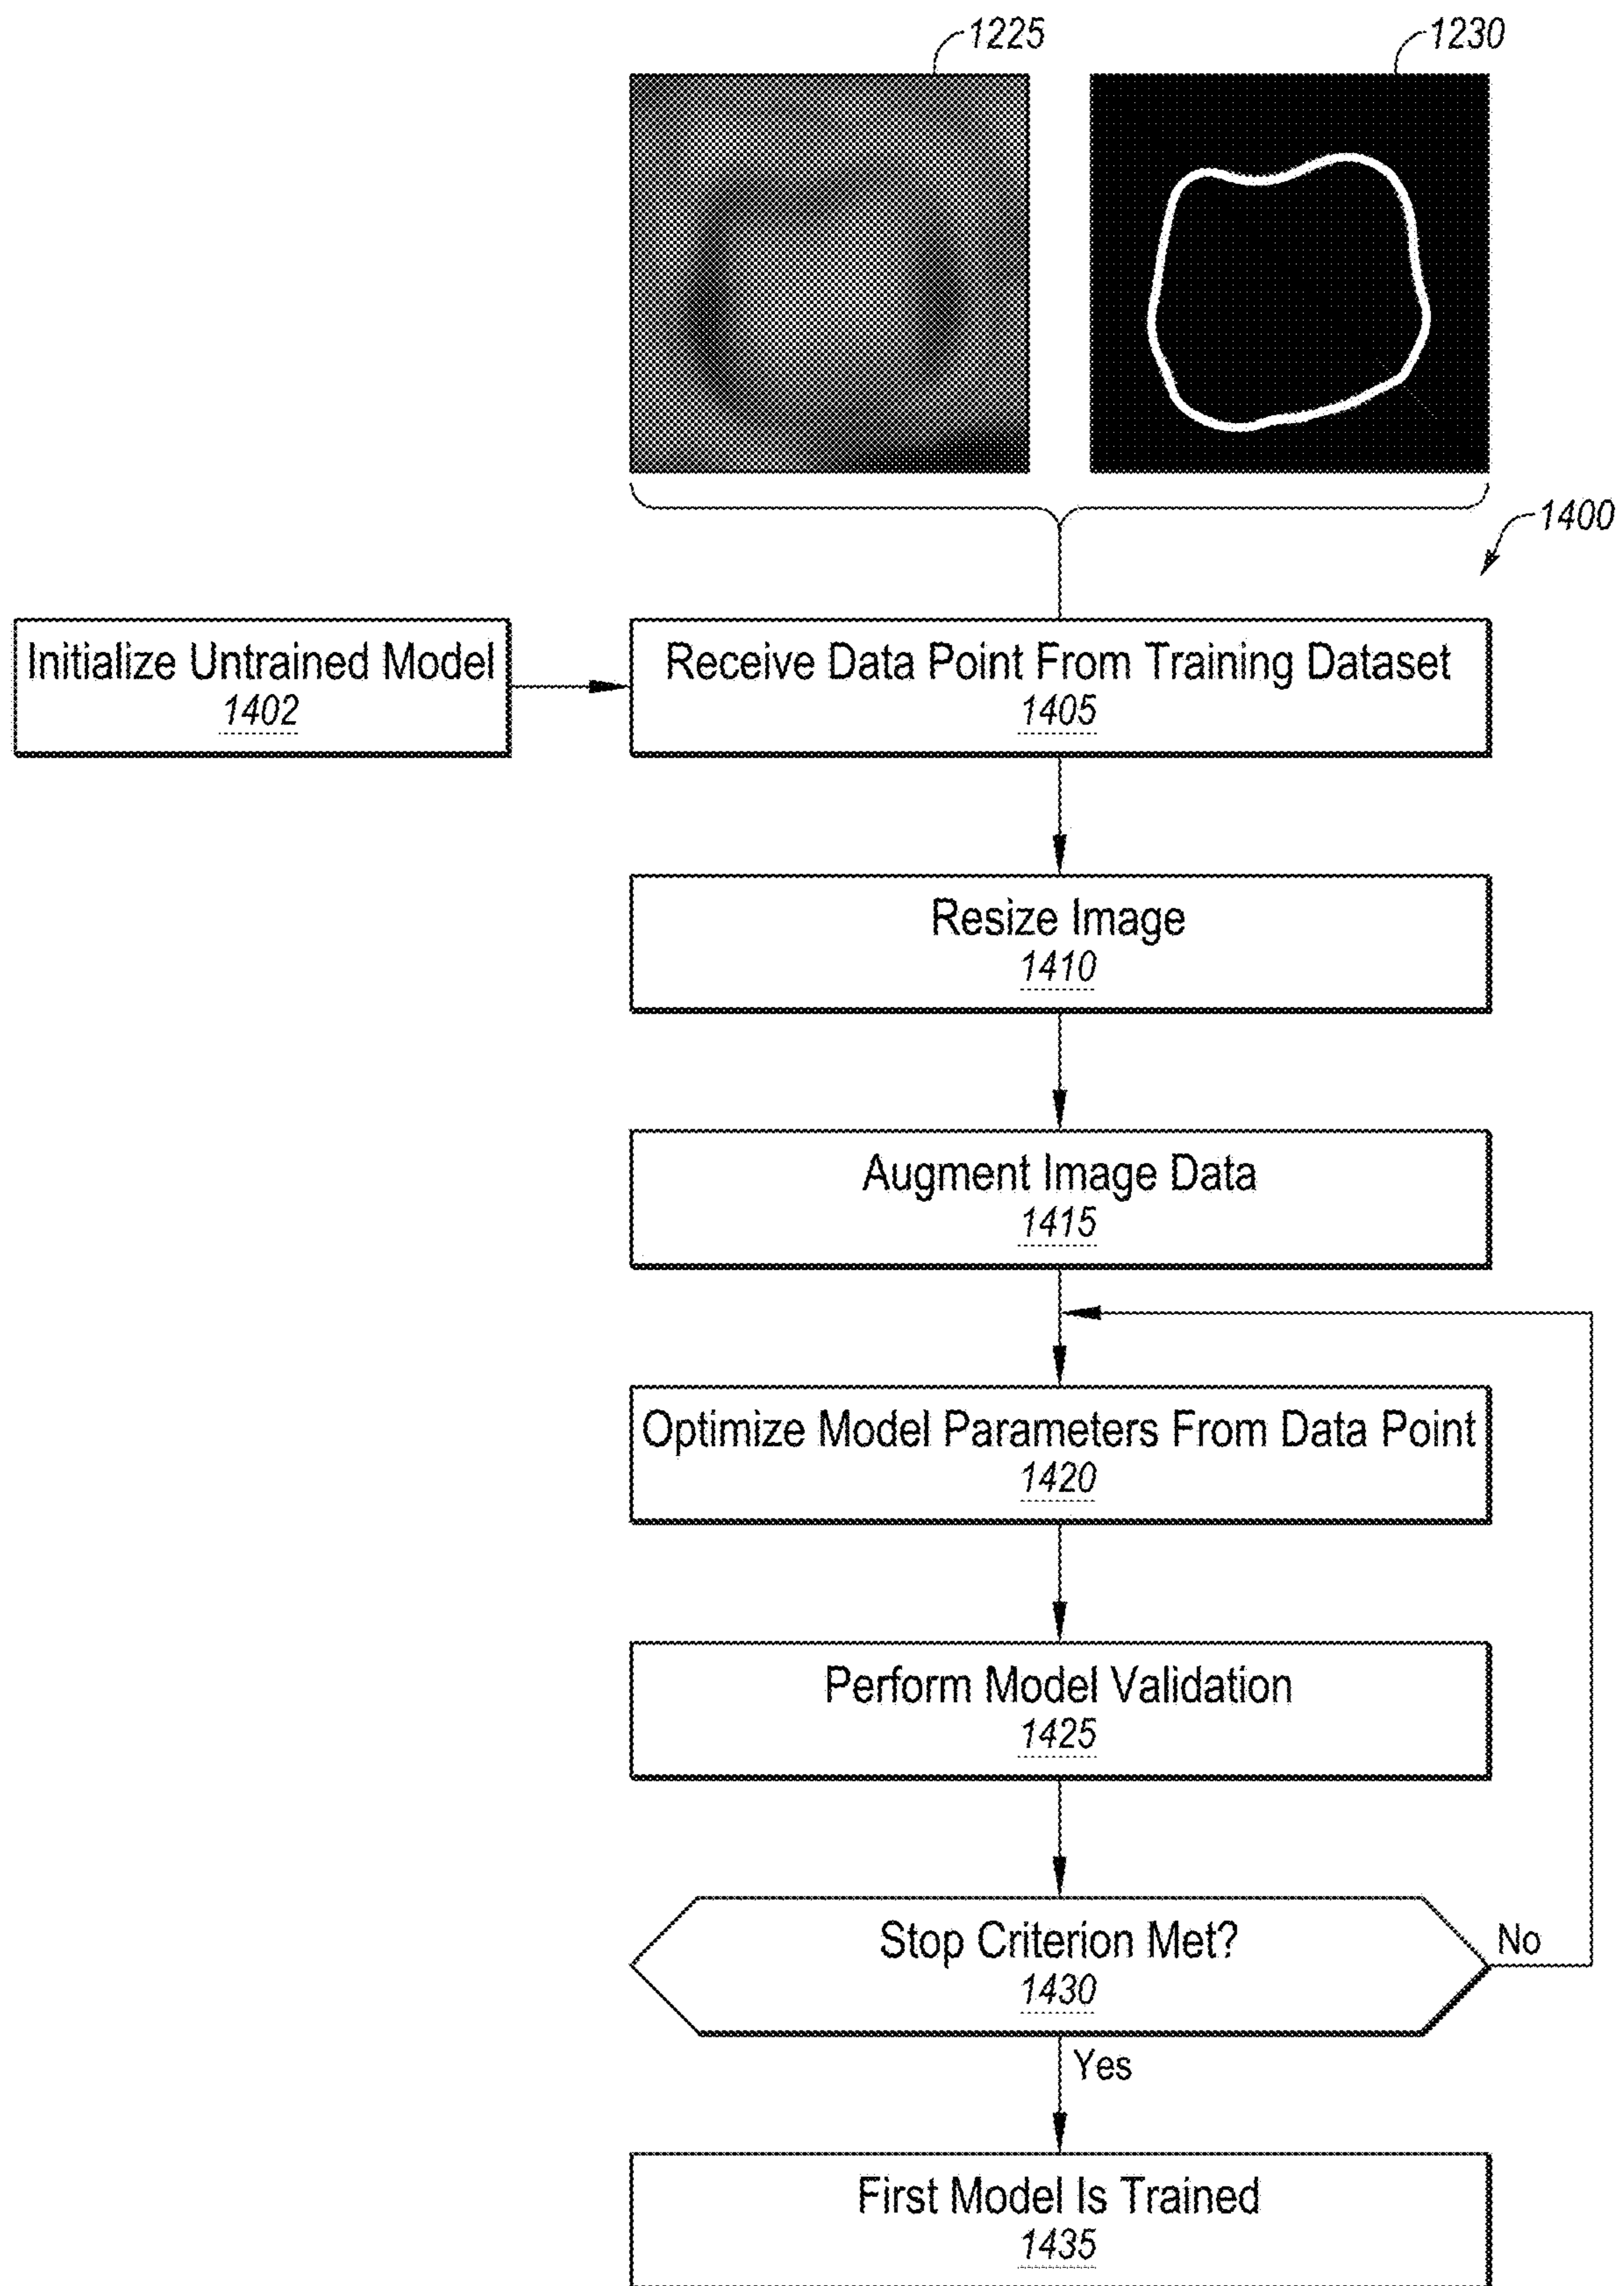 1225
1230
1400
Initialize Untrained Model
1402
Receive Data Point From Training Dataset
1405
Resize Image
1410
Augment Image Data
1415
Optimize Model Parameters From Data Point
1420
Perform Model Validation
1425
Stop Criterion Met?
1430
No
Yes
First Model Is Trained
1435